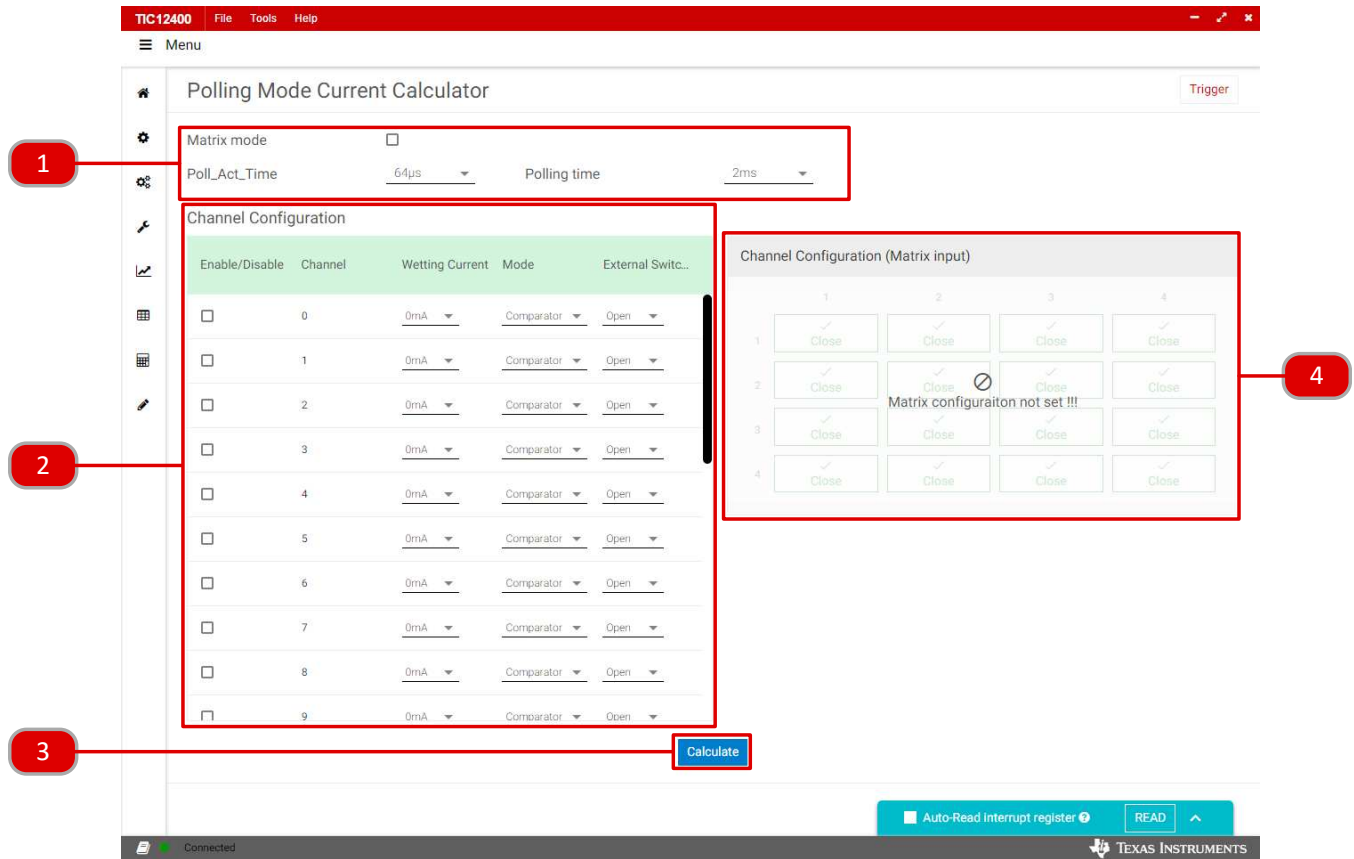 TIC12400 File Tools Help
Menu
Polling Mode Current Calculator
Trigger
1
Matrix mode
Poll_Act_Time 64µs Polling time 2ms
2
Channel Configuration
Enable/Disable Channel Wetting Current Mode External Switc...
0 0mA Comparator Open
1 0mA Comparator Open
2 0mA Comparator Open
3 0mA Comparator Open
4 0mA Comparator Open
5 0mA Comparator Open
6 0mA Comparator Open
7 0mA Comparator Open
8 0mA Comparator Open
9 0mA Comparator Open
Channel Configuration (Matrix input)
1 2 3 4
1 Close Close Close Close
2 Close Close Close Close
Matrix configuraiton not set !!!
3 Close Close Close Close
4 Close Close Close Close
4
3
Calculate
Auto-Read interrupt register READ
Connected
TEXAS INSTRUMENTS